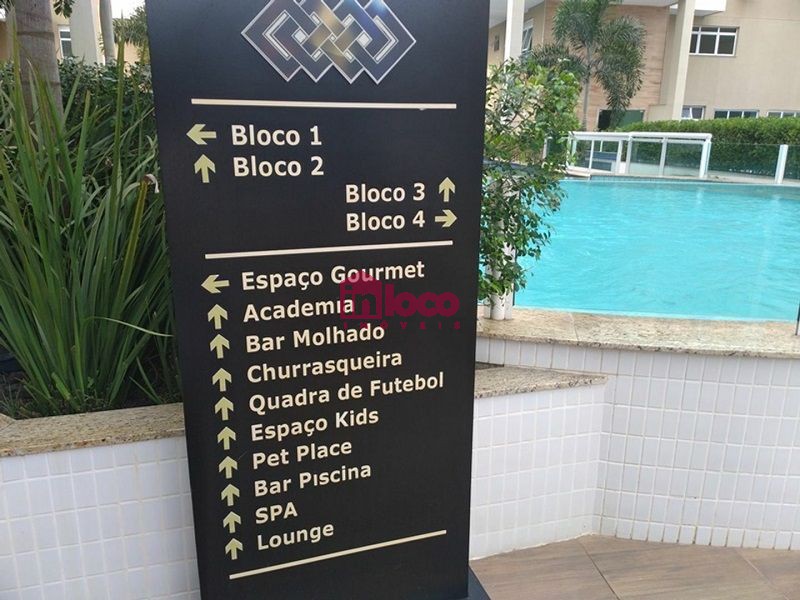 Bloco 1
Bloco 2
Bloco 3
Bloco 4
Espaço Gourmet
Academia
Bar Molhado
Churrasqueira
Quadra de Futebol
Espaço Kids
Pet Place
Bar Piscina
SPA
Lounge
inloco
imóveis